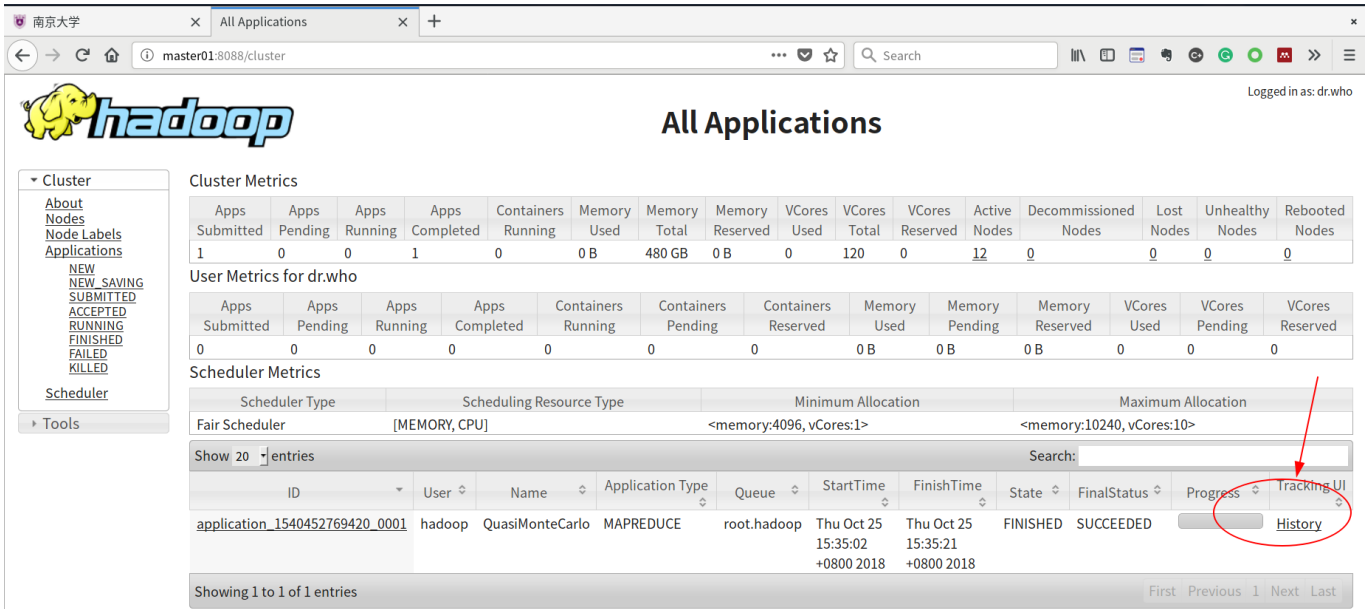 南京大学
All Applications
master01:8088/cluster
Search
hadoop
All Applications
Logged in as: dr.who
Cluster
About
Nodes
Node Labels
Applications
NEW
NEW_SAVING
SUBMITTED
ACCEPTED
RUNNING
FINISHED
FAILED
KILLED
Scheduler
Tools
Cluster Metrics
Apps Submitted Apps Pending Apps Running Apps Completed Containers Running Memory Used Memory Total Memory Reserved VCores Used VCores Total VCores Reserved Active Nodes Decommissioned Nodes Lost Nodes Unhealthy Nodes Rebooted Nodes
1 0 0 1 0 0 B 480 GB 0 B 0 120 0 12 0 0 0 0
User Metrics for dr.who
Apps Submitted Apps Pending Apps Running Apps Completed Containers Running Containers Pending Containers Reserved Memory Used Memory Pending Memory Reserved VCores Used VCores Pending VCores Reserved
0 0 0 0 0 0 0 0 B 0 B 0 B 0 0 0
Scheduler Metrics
Scheduler Type Scheduling Resource Type Minimum Allocation Maximum Allocation
Fair Scheduler [MEMORY, CPU] <memory:4096, vCores:1> <memory:10240, vCores:10>
Show 20 entries Search:
ID User Name Application Type Queue StartTime FinishTime State FinalStatus Progress Tracking UI
application_1540452769420_0001 hadoop QuasiMonteCarlo MAPREDUCE root.hadoop Thu Oct 25 15:35:02 +0800 2018 Thu Oct 25 15:35:21 +0800 2018 FINISHED SUCCEEDED History
Showing 1 to 1 of 1 entries First Previous 1 Next Last